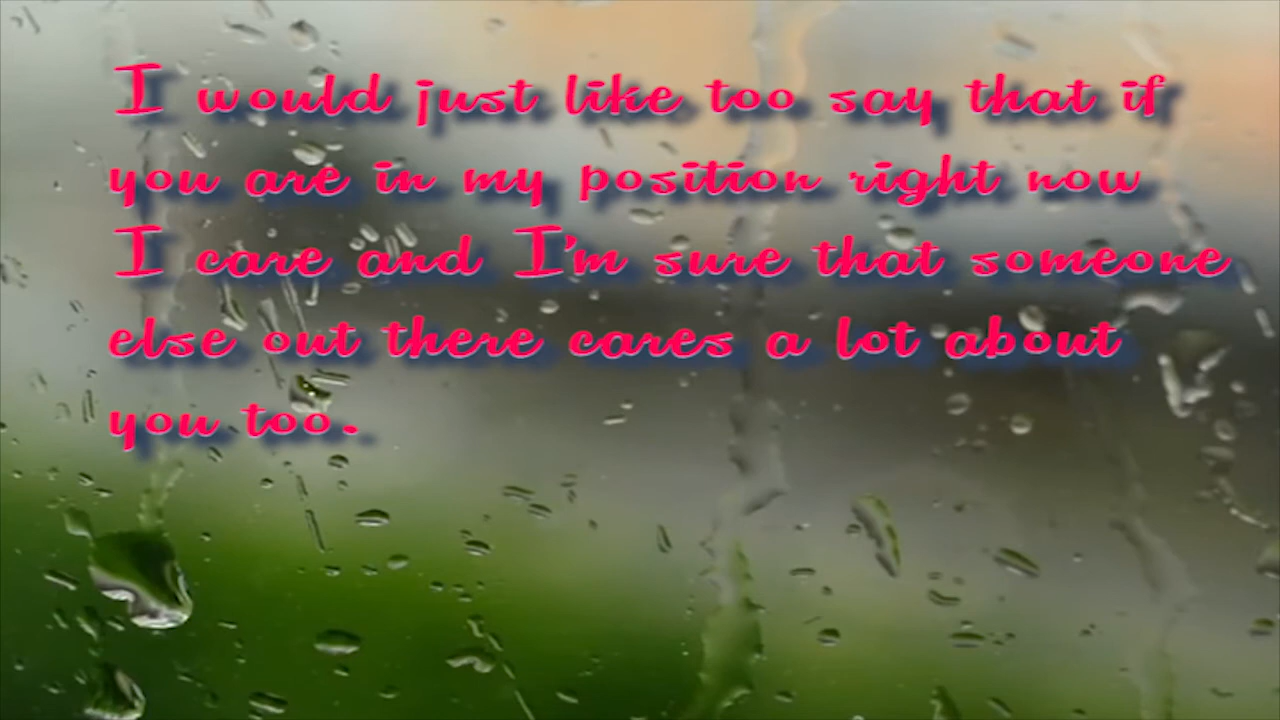 I would just like too say that if
you are in my position right now
I care and I'm sure that someone
else out there cares a lot about
you too.